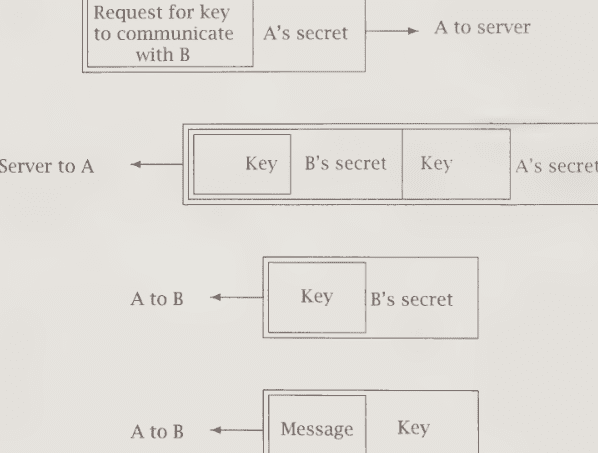 Request for key
to communicate
with B
A's secret
A to server
Server to A
Key
B's secret
Key
A's secret
A to B
Key
B's secret
A to B
Message
Key